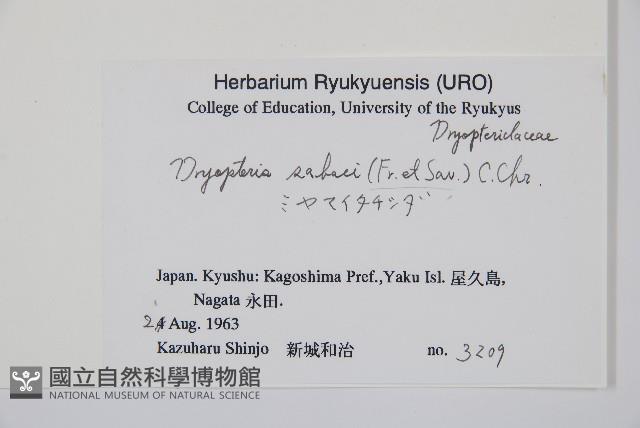 Herbarium Ryukyuensis (URO)
College of Education, University of the Ryukyus
Dryopteridaceae
Dryopteris sabaei (Fr. et Sav.) C. Chr.
ミヤマイタチシダ
Japan. Kyushu: Kagoshima Pref.,Yaku Isl. 屋久島,
Nagata 永田.
Aug. 1963
Kazuharu Shinjo 新城和治 no. 3209
國立自然科學博物館
NATIONAL MUSEUM OF NATURAL SCIENCE